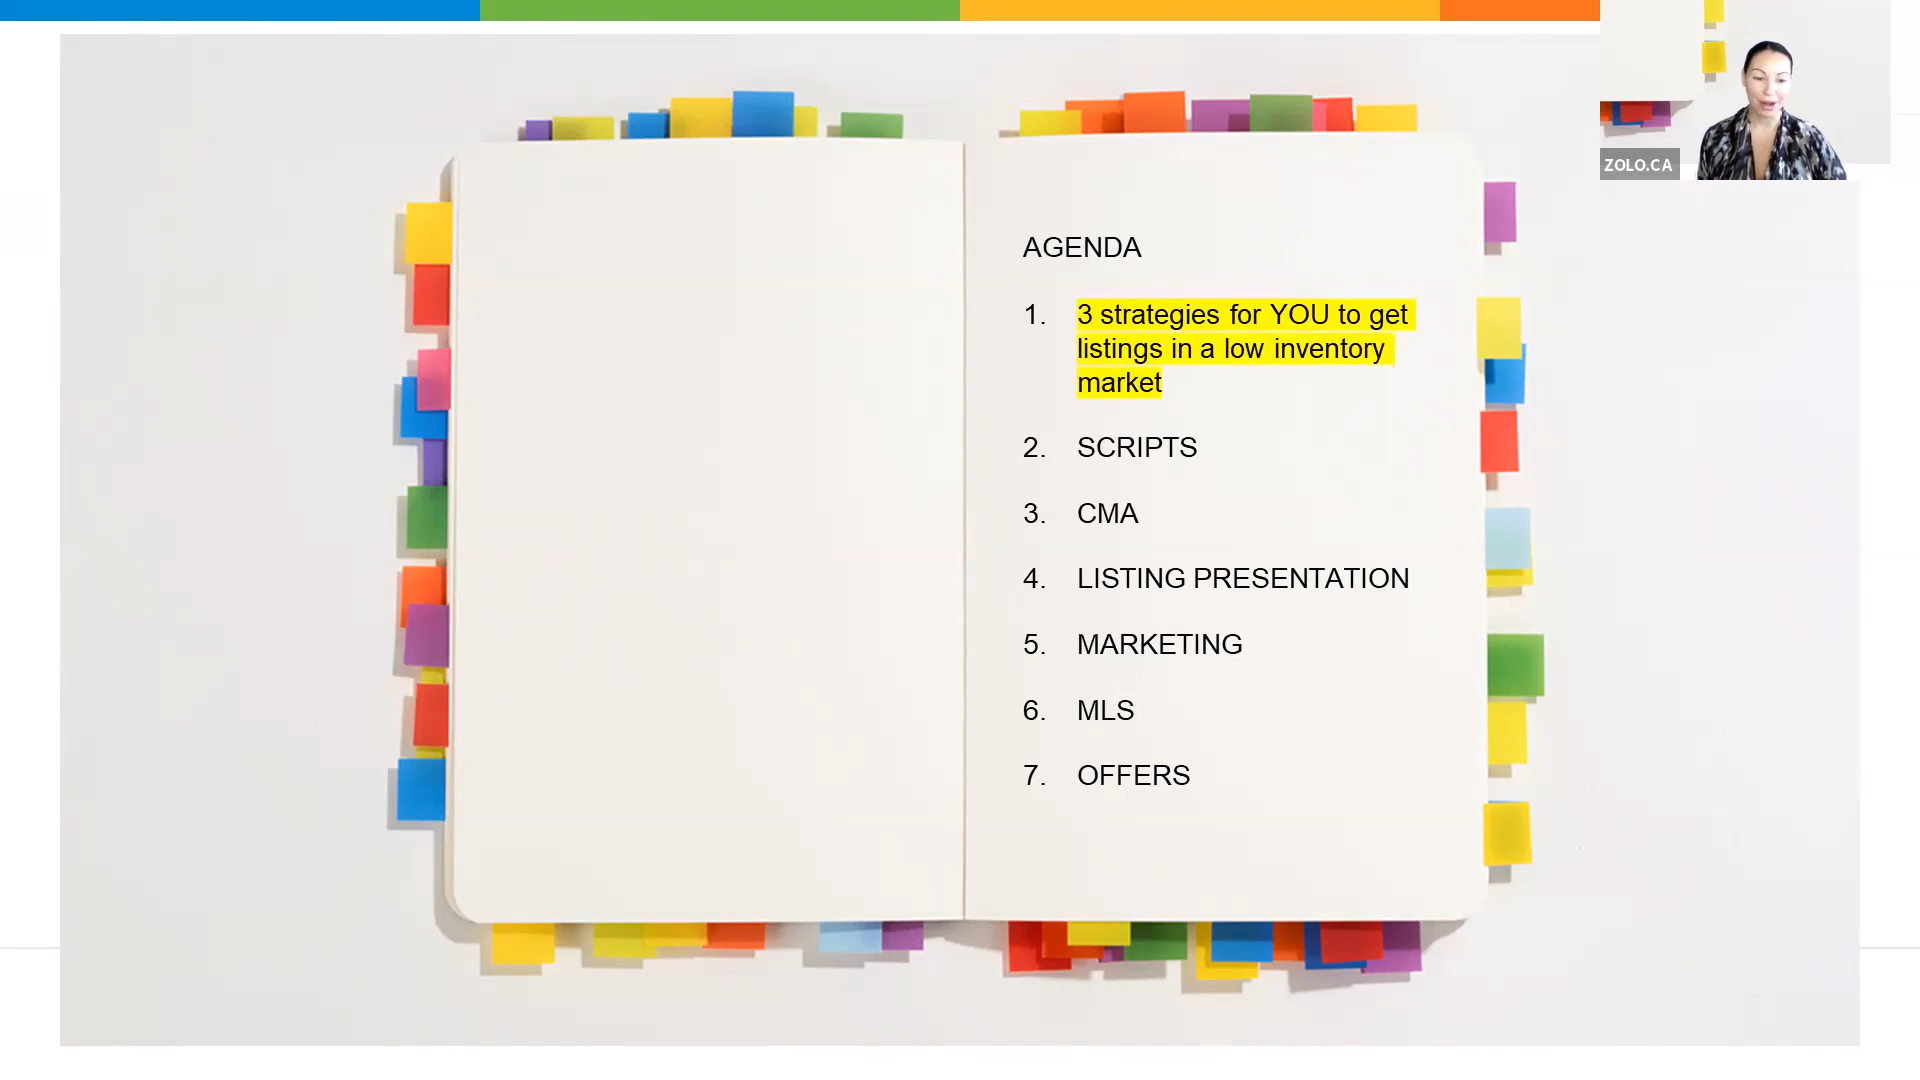 ZOLO.CA
AGENDA
1. 3 strategies for YOU to get
listings in a low inventory
market
2. SCRIPTS
3. CMA
4. LISTING PRESENTATION
5. MARKETING
6. MLS
7. OFFERS